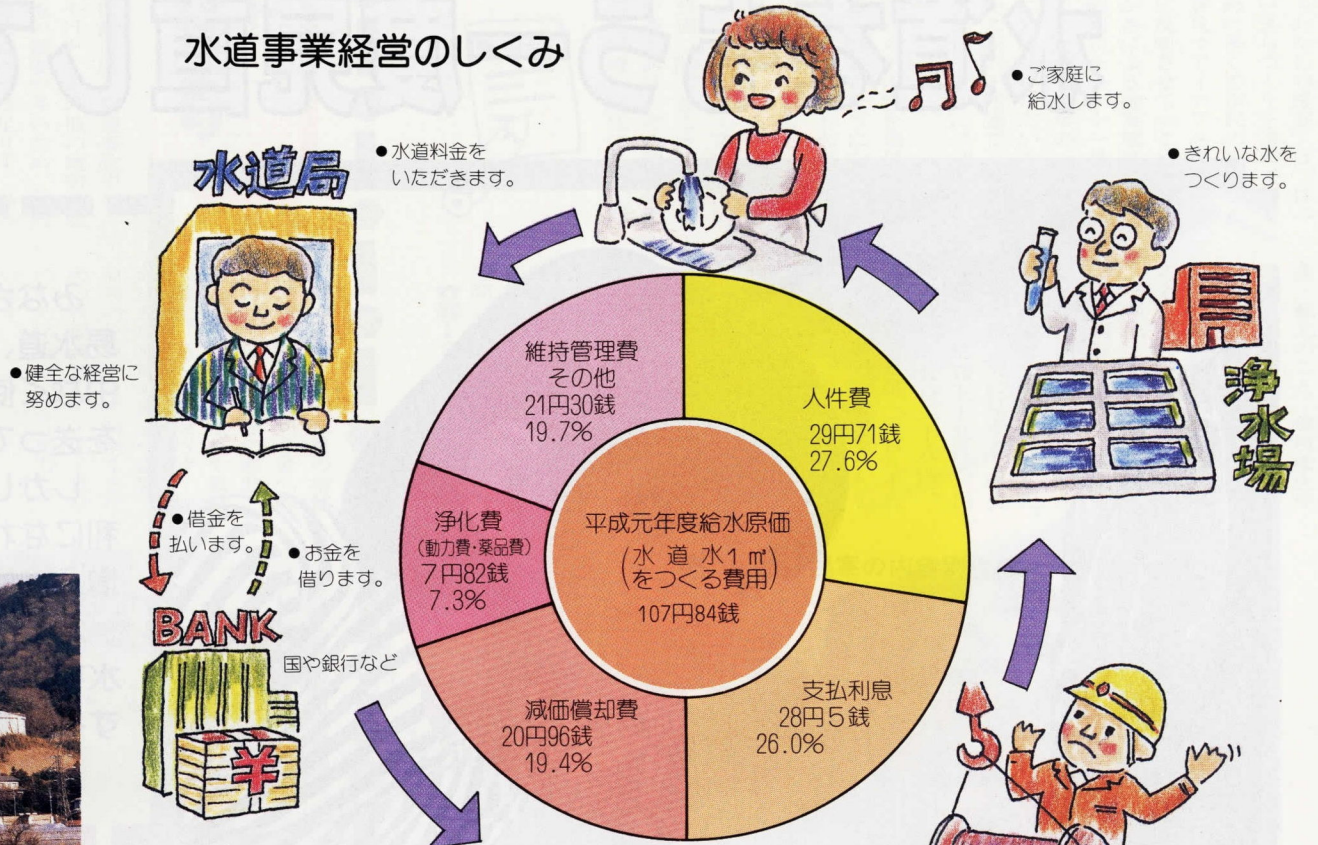 水道事業経営のしくみ
●ご家庭に
給水します。
●水道料金を
いただきます。
●きれいな水を
つくります。
水道局
●健全な経営に
努めます。
浄水場
維持管理費
その他
21円30銭
19.7%
人件費
29円71銭
27.6%
浄化費
(動力費・薬品費)
7円82銭
7.3%
平成元年度給水原価
(水道水1㎥
をつくる費用)
107円84銭
減価償却費
20円96銭
19.4%
支払利息
28円5銭
26.0%
●借金を
払います。
●お金を
借ります。
BANK
国や銀行など
¥